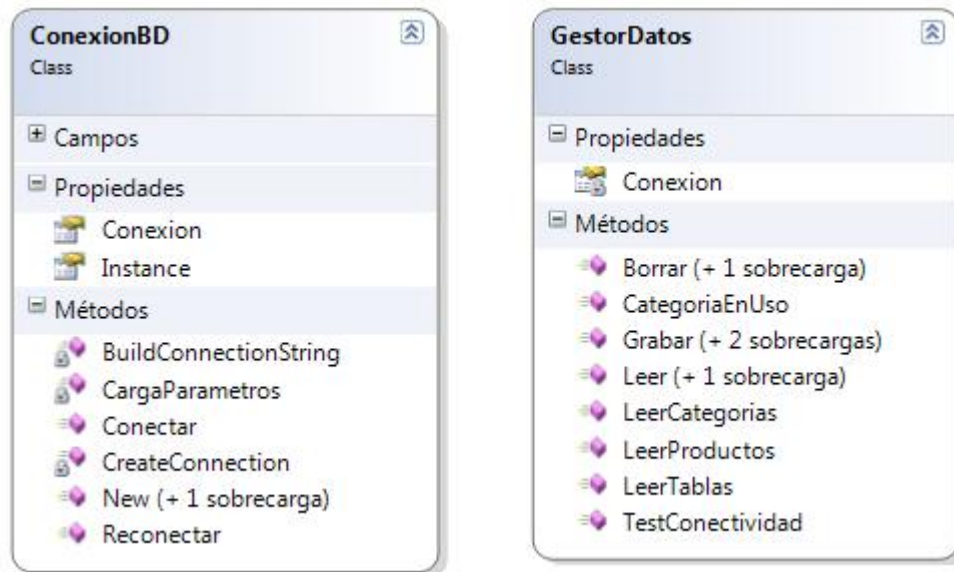 ConexionBD
Class
Campos
Propiedades
Conexion
Instance
Métodos
BuildConnectionString
CargaParametros
Conectar
CreateConnection
New (+ 1 sobrecarga)
Reconectar
GestorDatos
Class
Propiedades
Conexion
Métodos
Borrar (+ 1 sobrecarga)
CategoriaEnUso
Grabar (+ 2 sobrecargas)
Leer (+ 1 sobrecarga)
LeerCategorias
LeerProductos
LeerTablas
TestConectividad